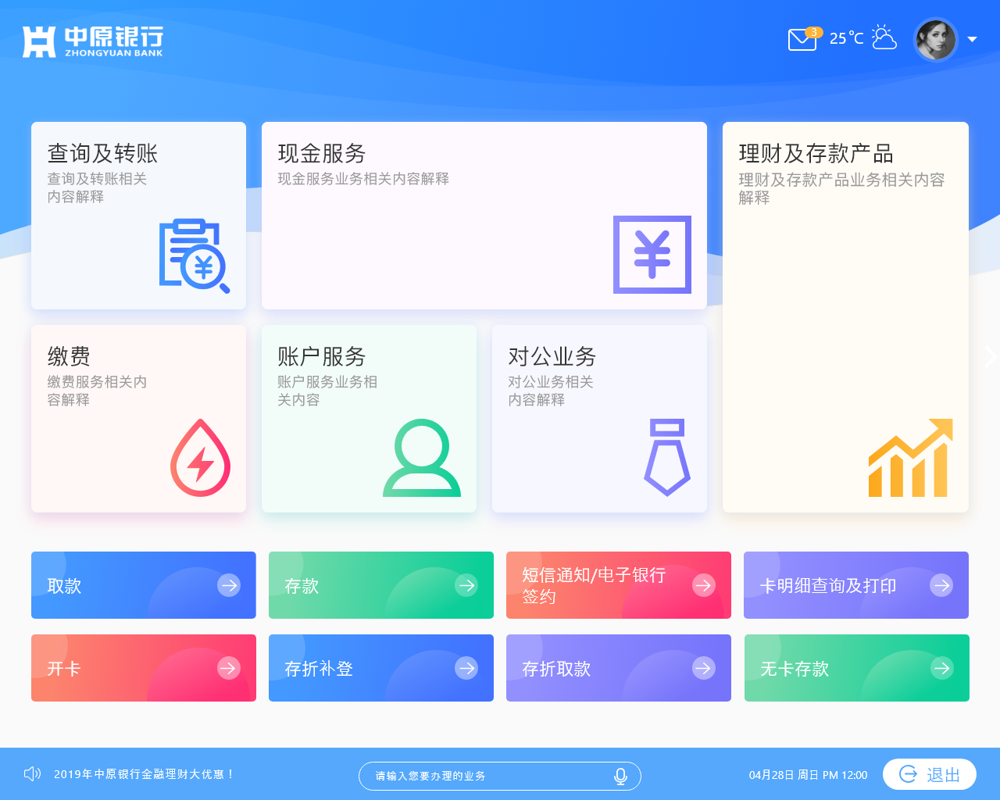 中原银行
ZHONGYUAN BANK
3
25℃
查询及转账
查询及转账相关
内容解释
现金服务
现金服务业务相关内容解释
理财及存款产品
理财及存款产品业务相关内容
解释
缴费
缴费服务相关内
容解释
账户服务
账户服务业务相
关内容
对公业务
对公业务相关
内容解释
取款
存款
短信通知/电子银行
签约
卡明细查询及打印
开卡
存折补登
存折取款
无卡存款
2019年中原银行金融理财大优惠！
请输入您要办理的业务
04月28日 周日 PM 12:00
退出